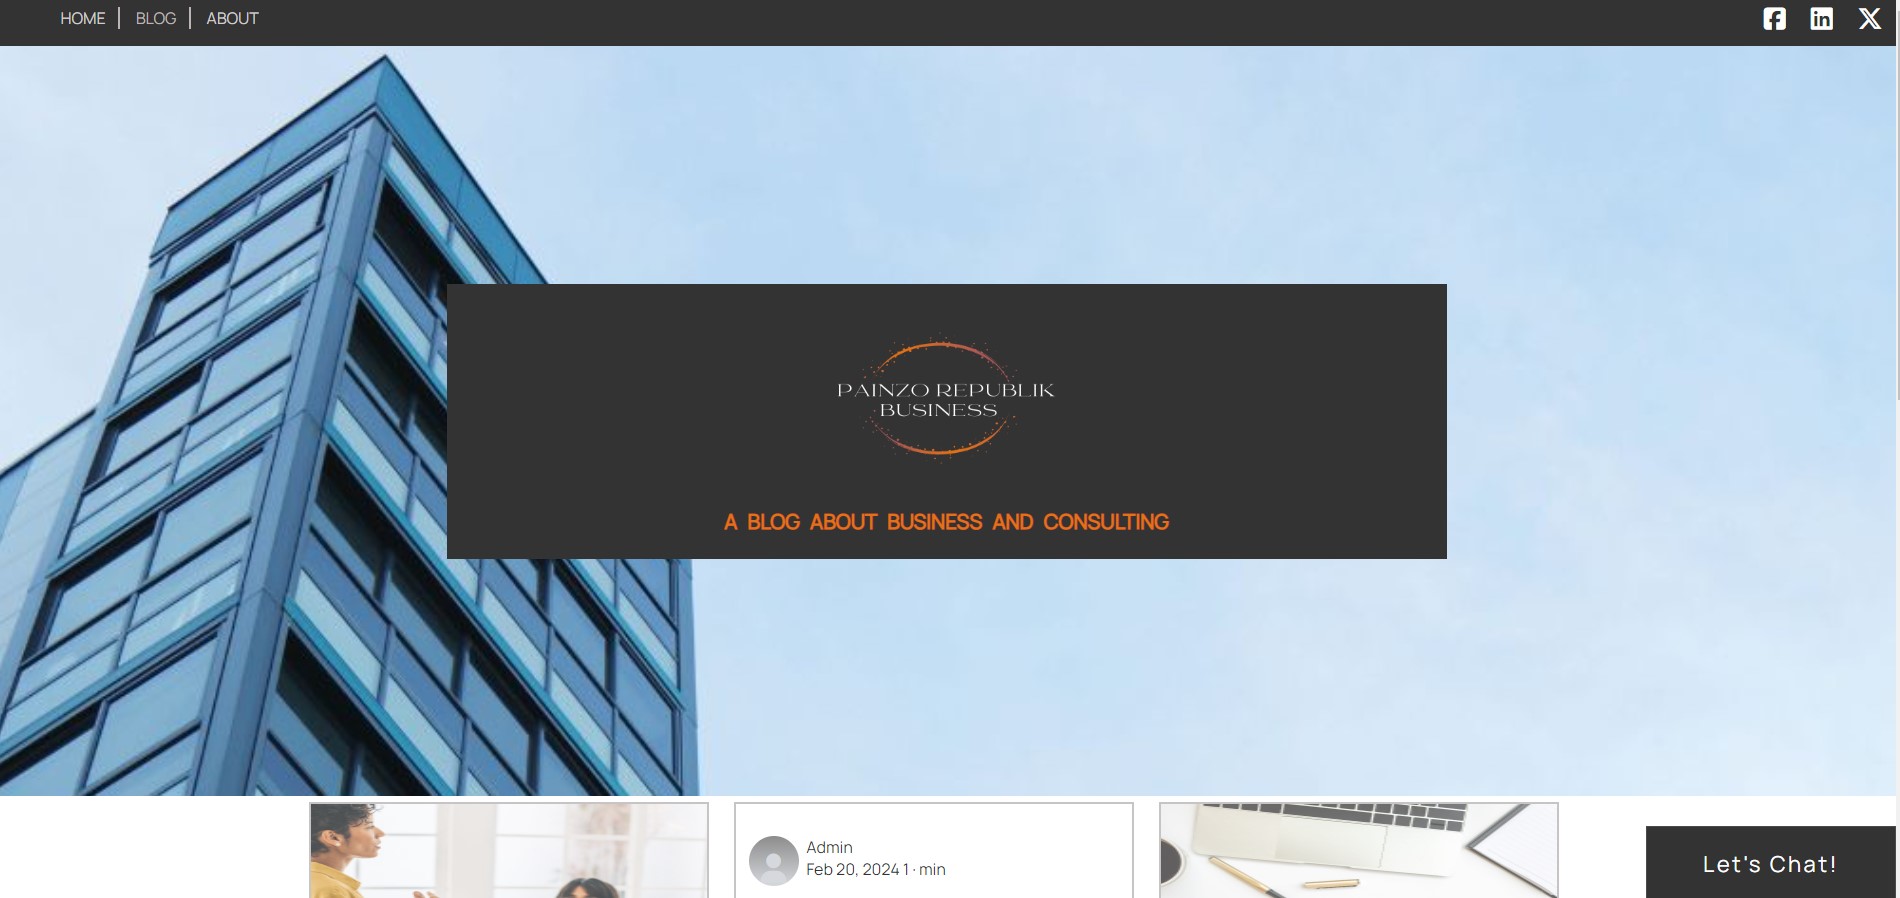 HOME | BLOG | ABOUT
PAINZO REPUBLIK
BUSINESS
A BLOG ABOUT BUSINESS AND CONSULTING
Admin
Feb 20, 2024 1 · min
Let's Chat!